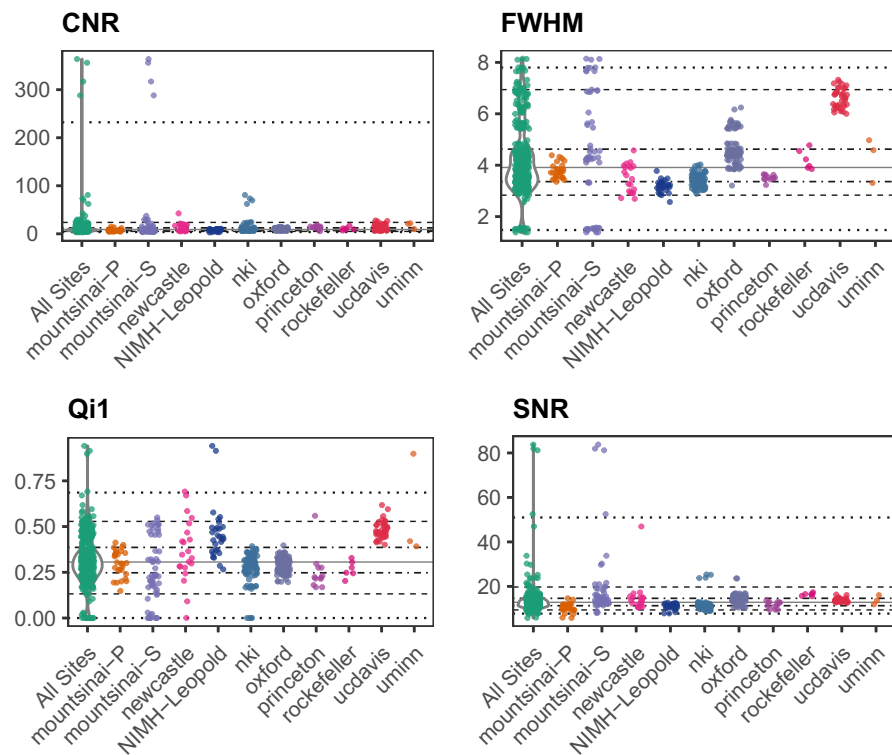 CNR
300
200
100
0
All Sites
mountsinai−P
mountsinai−S
newcastle
NIMH−Leopold
nki
oxford
princeton
rockefeller
ucdavis
uminn
FWHM
8
6
4
2
All Sites
mountsinai−P
mountsinai−S
newcastle
NIMH−Leopold
nki
oxford
princeton
rockefeller
ucdavis
uminn
Qi1
0.75
0.50
0.25
0.00
All Sites
mountsinai−P
mountsinai−S
newcastle
NIMH−Leopold
nki
oxford
princeton
rockefeller
ucdavis
uminn
SNR
80
60
40
20
All Sites
mountsinai−P
mountsinai−S
newcastle
NIMH−Leopold
nki
oxford
princeton
rockefeller
ucdavis
uminn